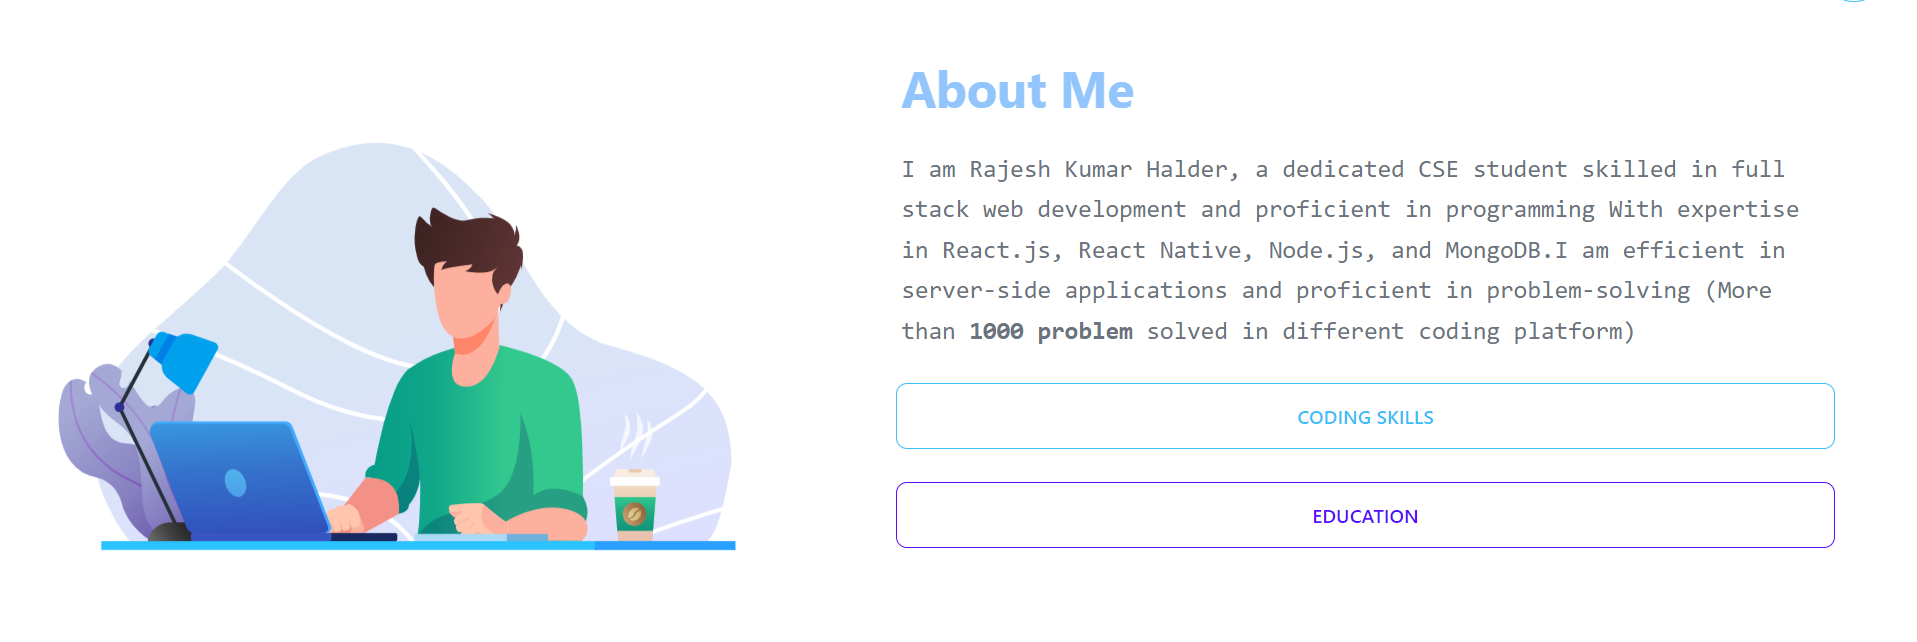 About Me
I am Rajesh Kumar Halder, a dedicated CSE student skilled in full
stack web development and proficient in programming With expertise
in React.js, React Native, Node.js, and MongoDB.I am efficient in
server-side applications and proficient in problem-solving (More
than 1000 problem solved in different coding platform)
CODING SKILLS
EDUCATION